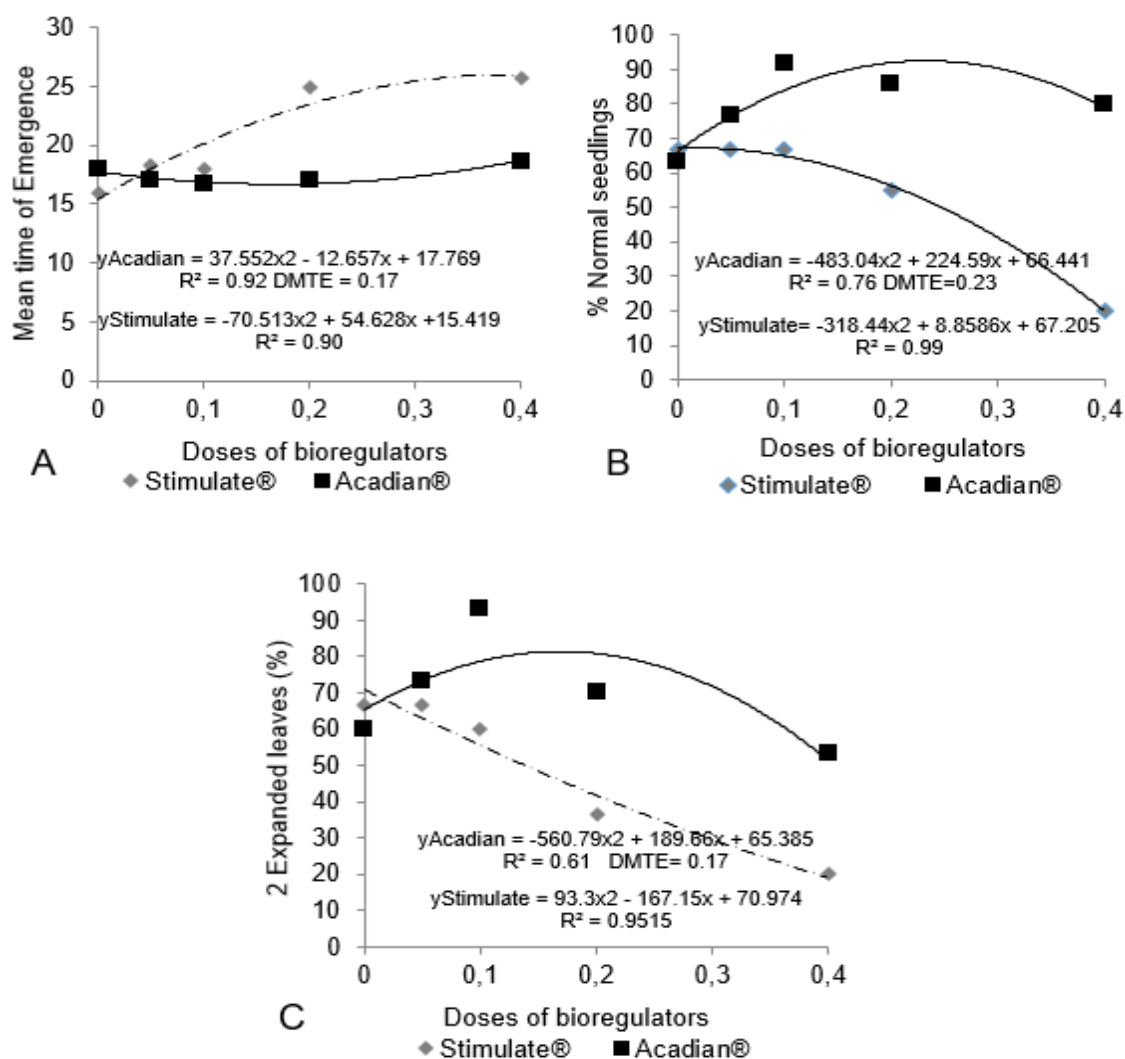 30
25
20
15
10
5
0
Mean time of Emergence
yAcadian = 37.552x2 - 12.657x + 17.769
R² = 0.92 DMTE = 0.17
yStimulate = -70.513x2 + 54.628x +15.419
R² = 0.90
0 0,1 0,2 0,3 0,4
Doses of bioregulators
A
Stimulate® Acadian®
100
90
80
70
60
50
40
30
20
10
0
% Normal seedlings
yAcadian = -483.04x2 + 224.59x + 66.441
R² = 0.76 DMTE=0.23
yStimulate= -318.44x2 + 8.8586x + 67.205
R² = 0.99
0 0,1 0,2 0,3 0,4
Doses of bioregulators
B
Stimulate® Acadian®
100
90
80
70
60
50
40
30
20
10
0
2 Expanded leaves (%)
yAcadian = -560.79x2 + 189.66x + 65.385
R² = 0.61 DMTE= 0.17
yStimulate = 93.3x2 - 167.15x + 70.974
R² = 0.9515
0 0,1 0,2 0,3 0,4
Doses of bioregulators
C
Stimulate® Acadian®